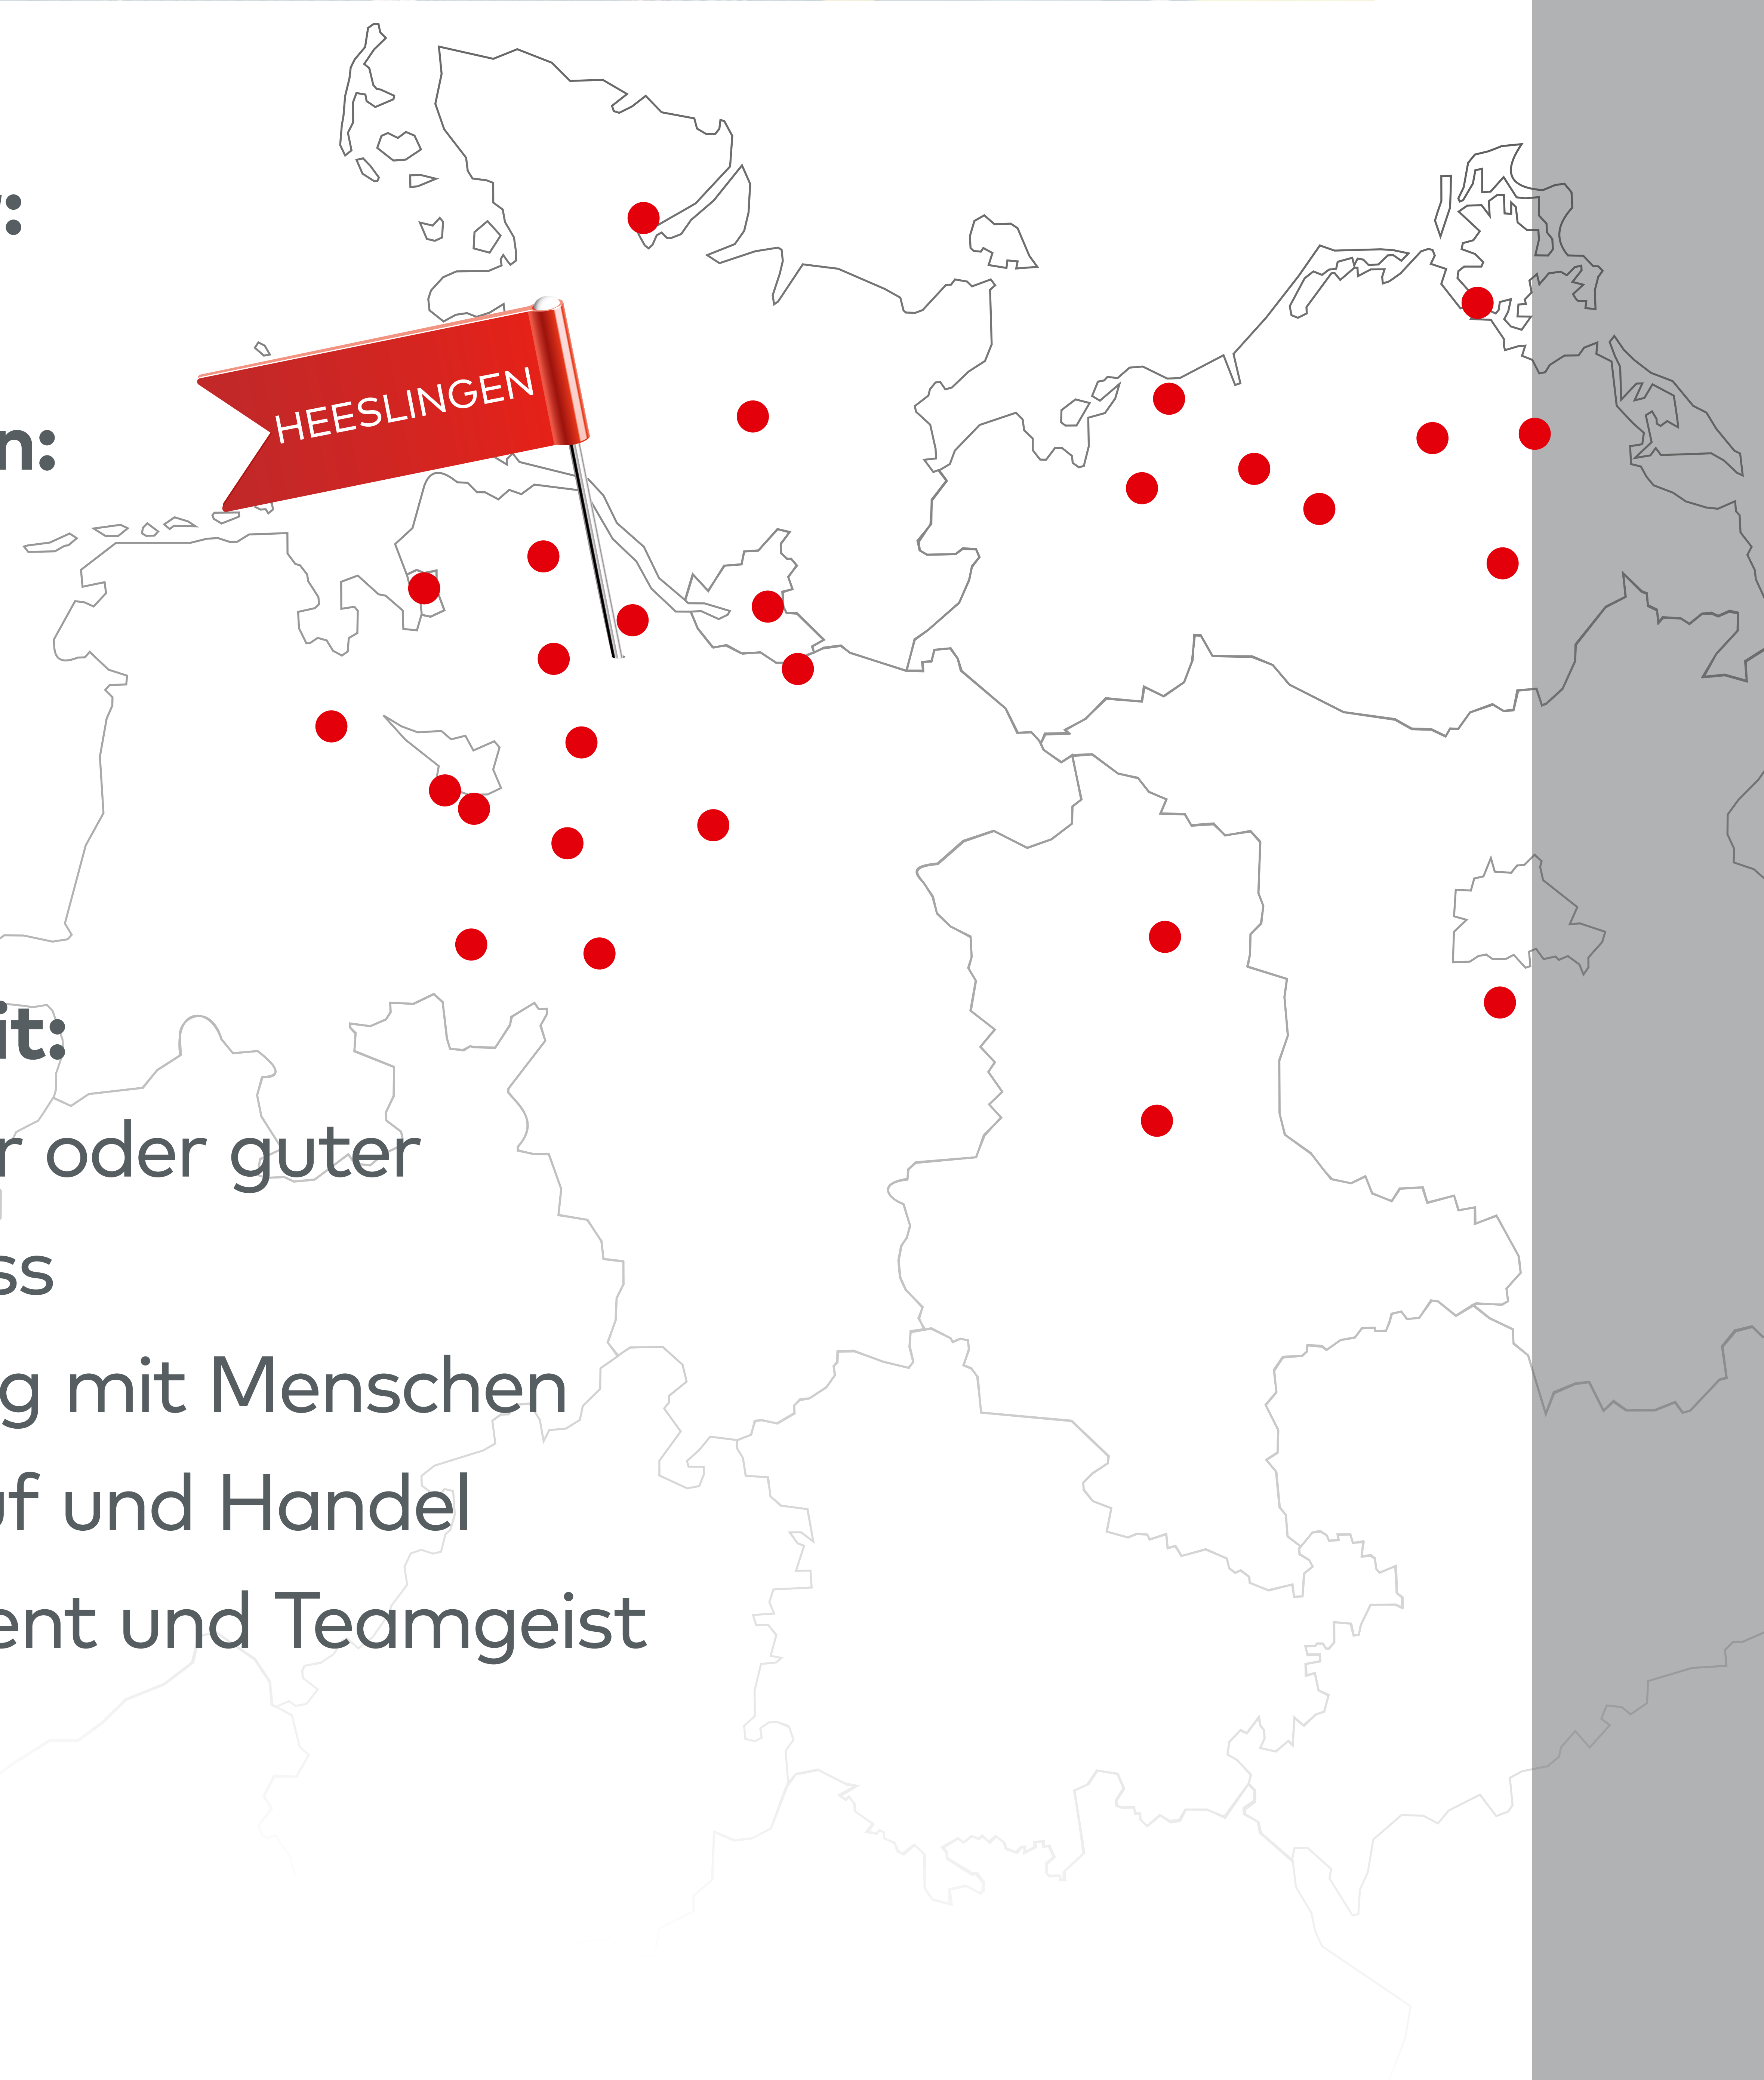 :
HEESLINGEN
n:
it:
r oder guter
ss
g mit Menschen
uf und Handel
ent und Teamgeist